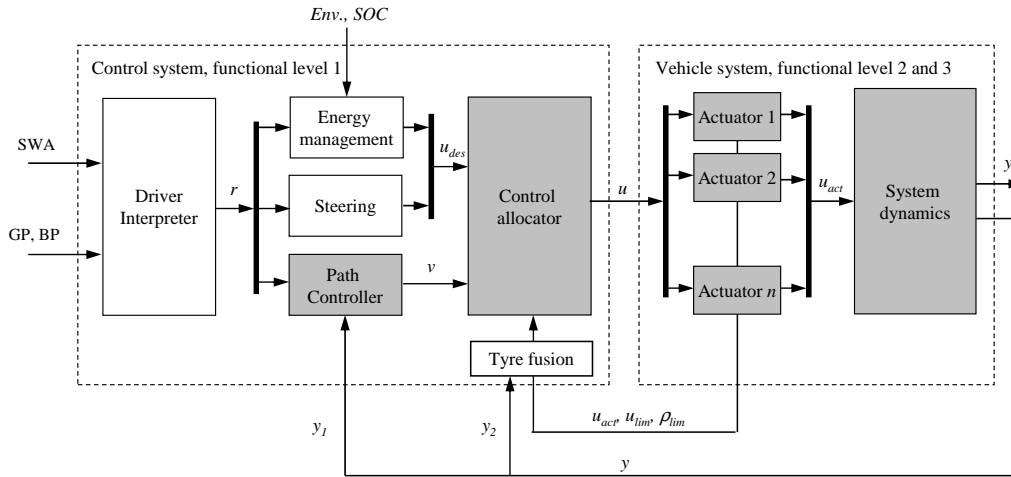 Env., SOC
Control system, functional level 1
Vehicle system, functional level 2 and 3
SWA
GP, BP
Driver
Interpreter
r
Energy
management
Steering
Path
Controller
u_des
v
Control
allocator
Tyre fusion
u
Actuator 1
Actuator 2
Actuator n
u_act
System
dynamics
y
y_1
y_2
u_act, u_lim, ρ_lim
y